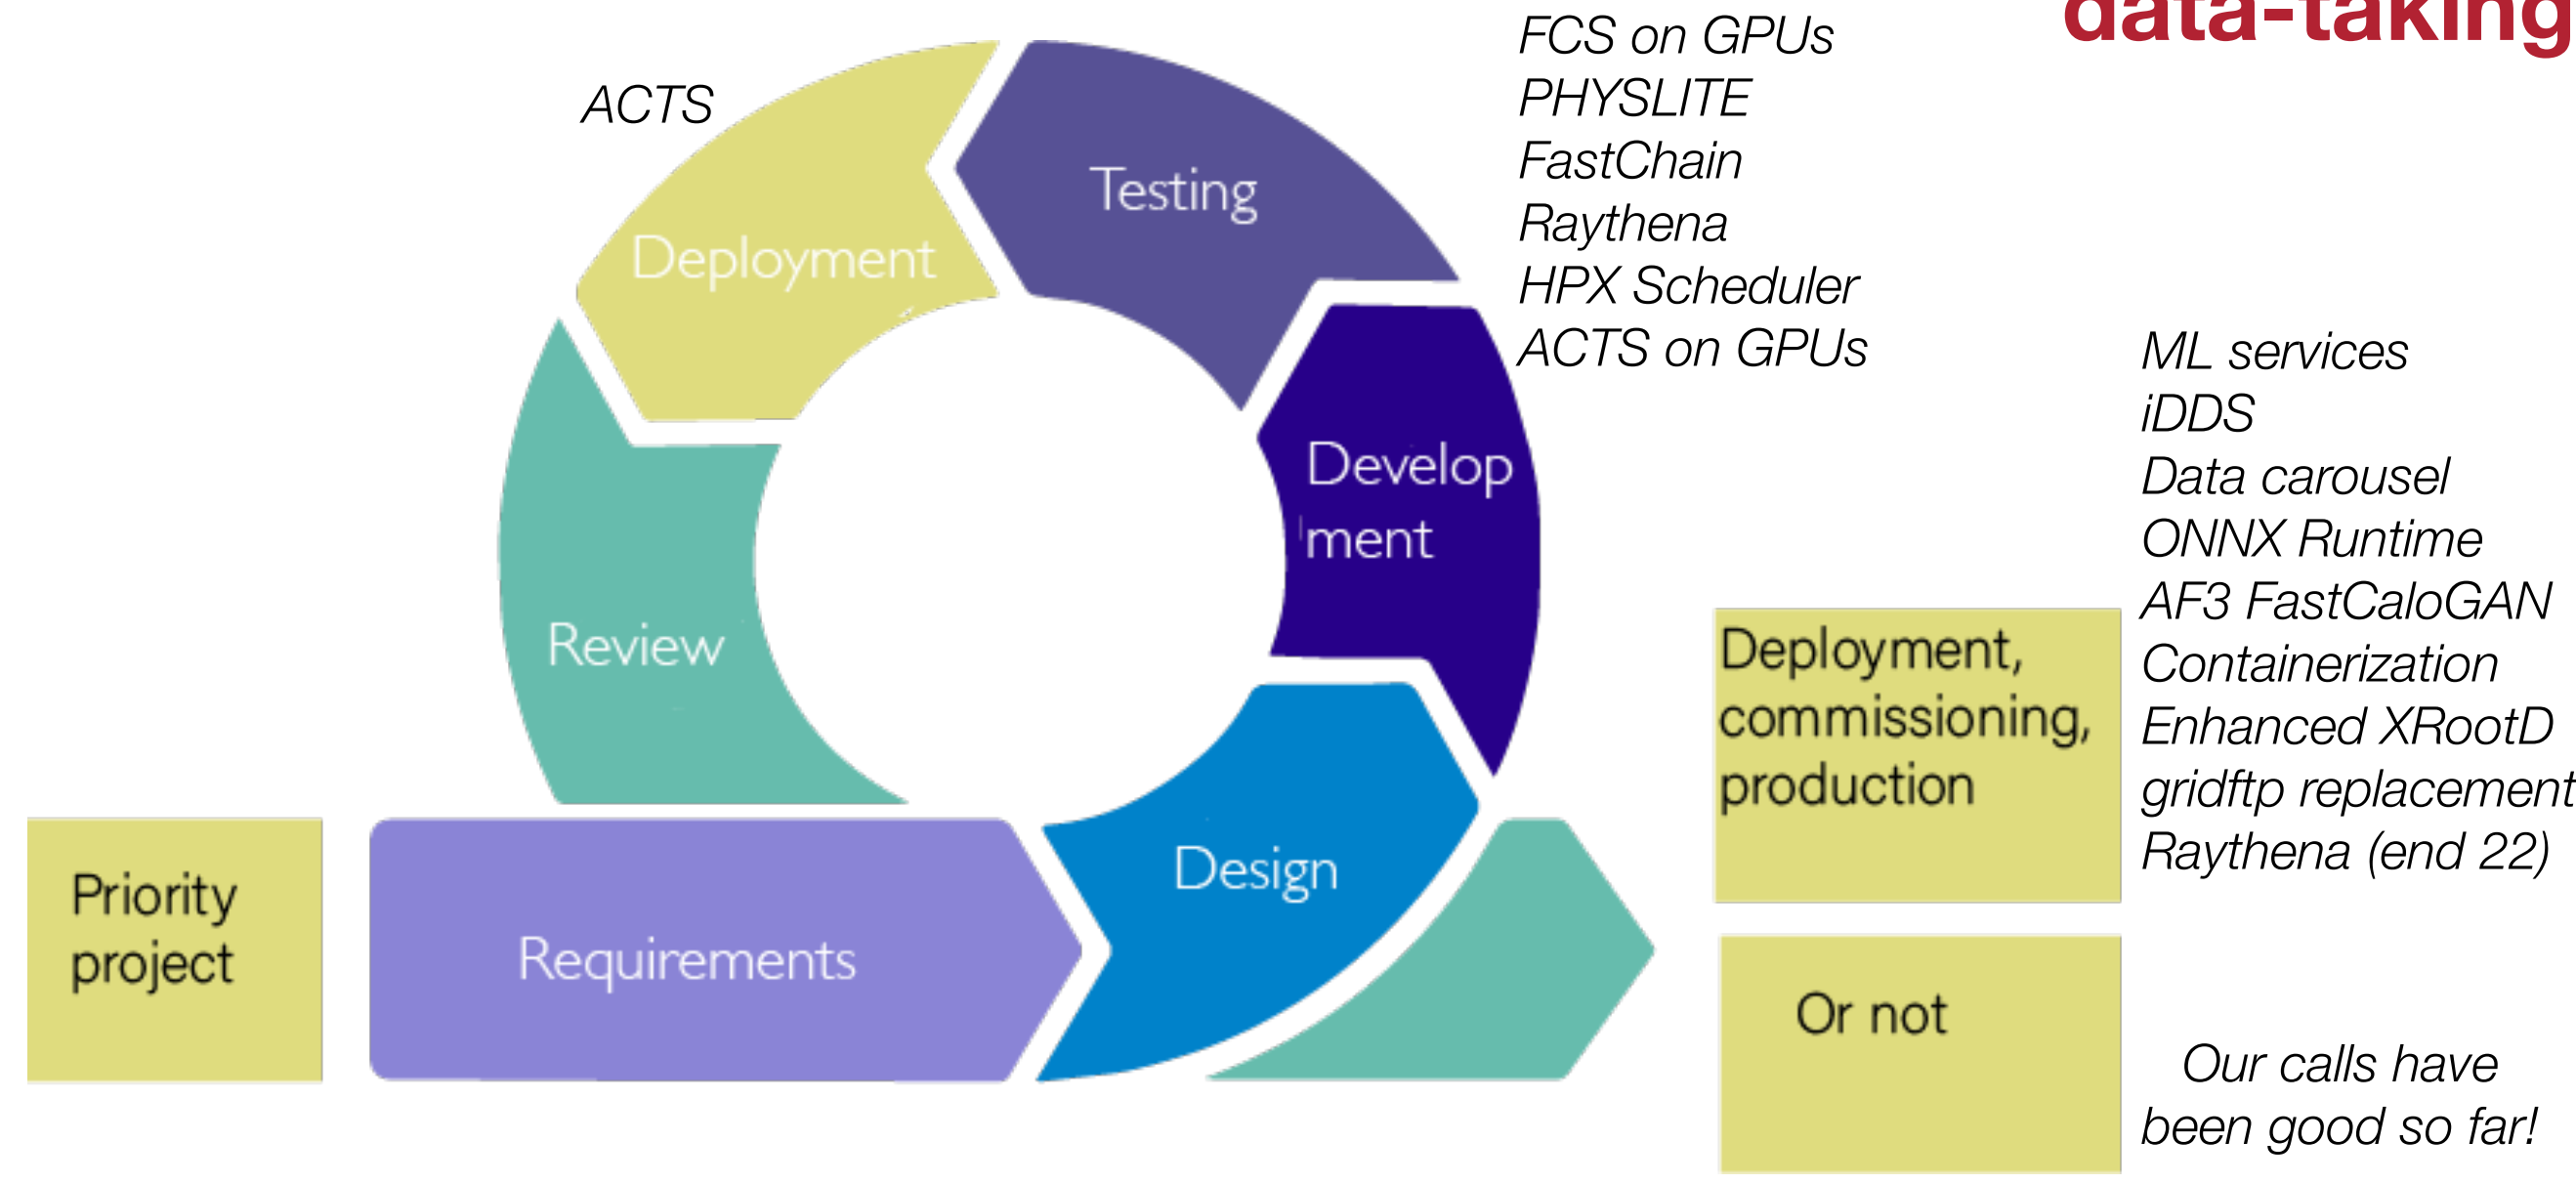 data-taking
FCS on GPUs
PHYSLITE
FastChain
Raythena
HPX Scheduler
ACTS on GPUs
ACTS
Testing
Deployment
Develop
ment
Review
Design
Requirements
Priority
project
Deployment,
commissioning,
production
Or not
ML services
iDDS
Data carousel
ONNX Runtime
AF3 FastCaloGAN
Containerization
Enhanced XRootD
gridftp replacement
Raythena (end 22)
Our calls have
been good so far!